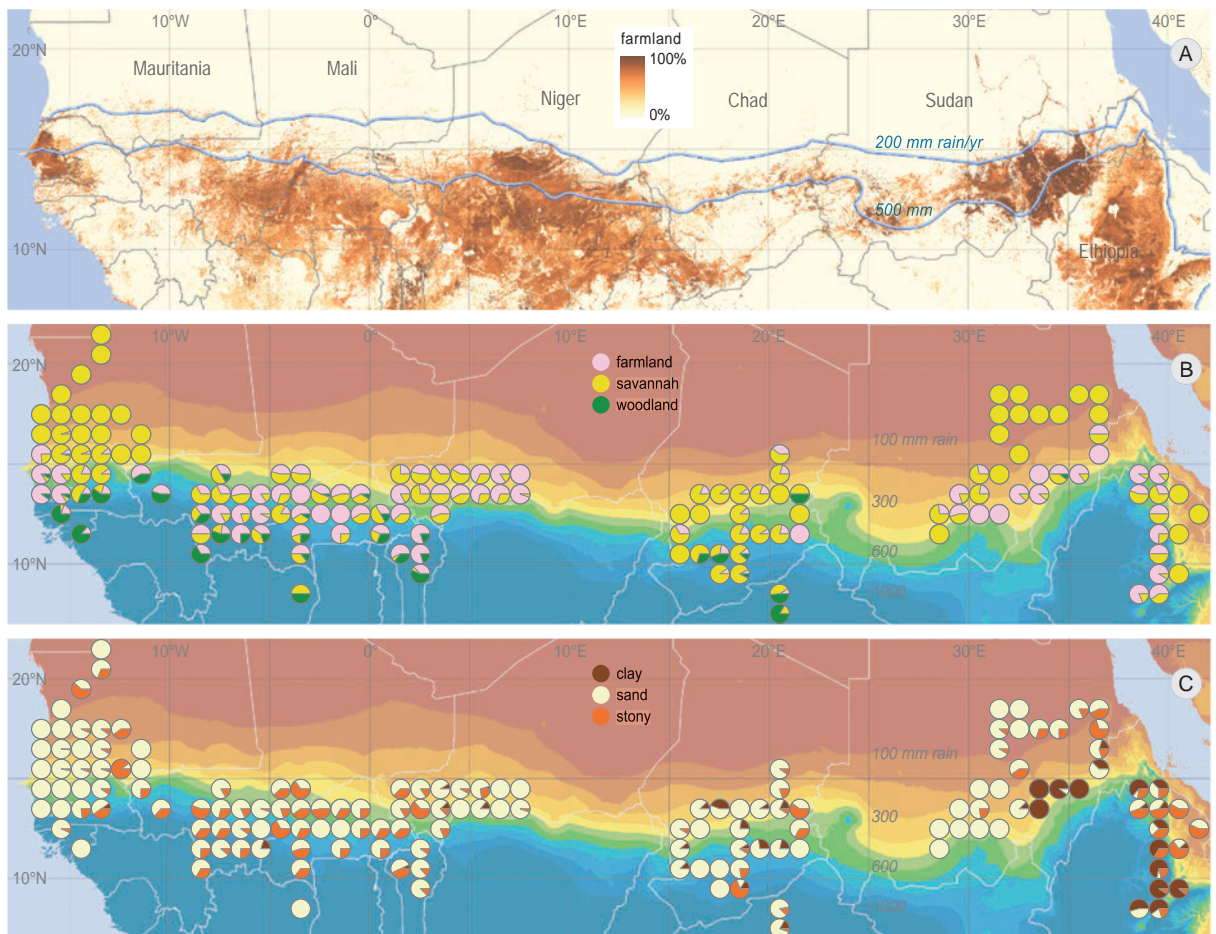 10°W 0° 10°E 20°E 30°E 40°E
farmland
20°N A
100%
Mauritania Mali
Niger Chad Sudan
0%
200 mm rain/yr
500 mm
10°N Ethiopia
10°W 0° 10°E 20°E 30°E 40°E
farmland
20°N B
savannah
woodland
100 mm rain
300
600
10°N
1000
10°W 0° 10°E 20°E 30°E 40°E
clay
20°N C
sand
stony
100 mm rain
300
600
10°N
1000